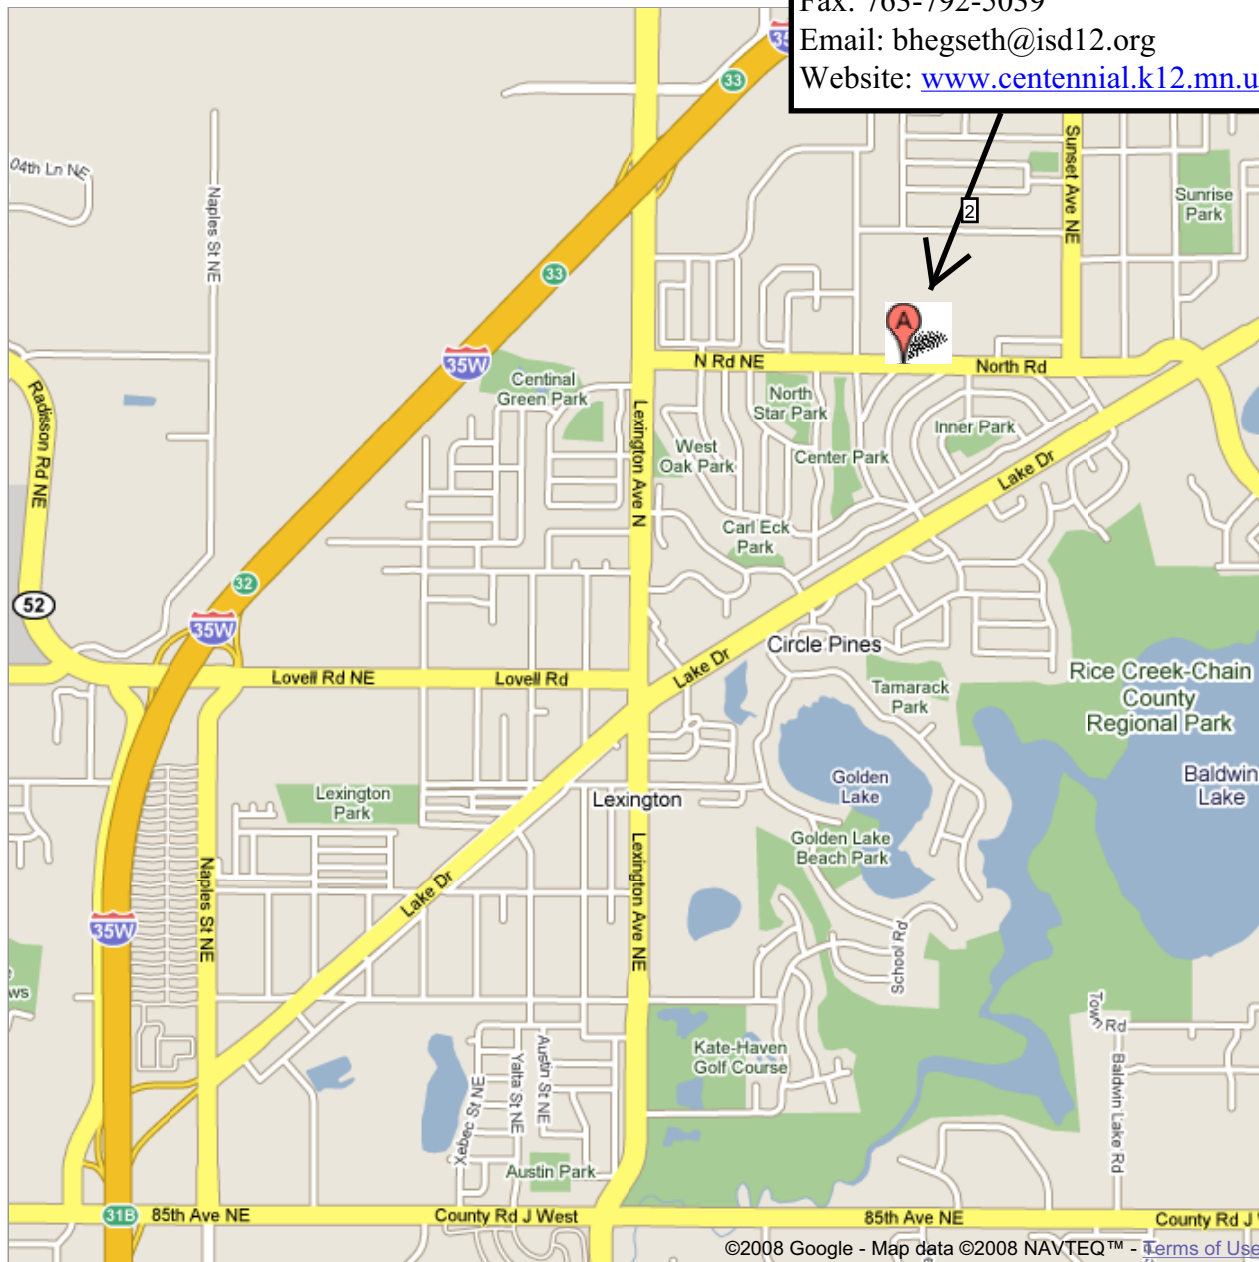 Fax: 763-792-5039
Email: bhegseth@isd12.org
Website: www.centennial.k12.mn.u
35
33
04th Ln NE
Naples St NE
Sunset Ave NE
Sunrise
Park
2
33
A
35W
N Rd NE
North Rd
Centinal
Green Park
Radisson Rd NE
Lexington Ave N
North
Star Park
West
Oak Park
Center Park
Inner Park
Lake Dr
Carl Eck
Park
32
52
35W
Circle Pines
Lovell Rd NE
Lovell Rd
Lake Dr
Tamarack
Park
Rice Creek-Chain
County
Regional Park
Golden
Lake
Baldwin
Lake
Lexington
Park
Lexington
Golden Lake
Beach Park
Naples St NE
Lake Dr
Lexington Ave NE
35W
School Rd
ws
Town Rd
Kate-Haven
Golf Course
Austin St NE
Yalta St NE
Xebec St NE
Baldwin Lake Rd
Austin Park
31B
85th Ave NE
County Rd J West
85th Ave NE
County Rd J
©2008 Google - Map data ©2008 NAVTEQ™ - Terms of Use